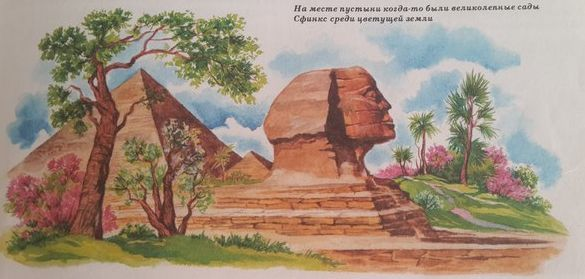 На месте пустыни когда-то были великолепные сады
Сфинкс среди цветущей земли